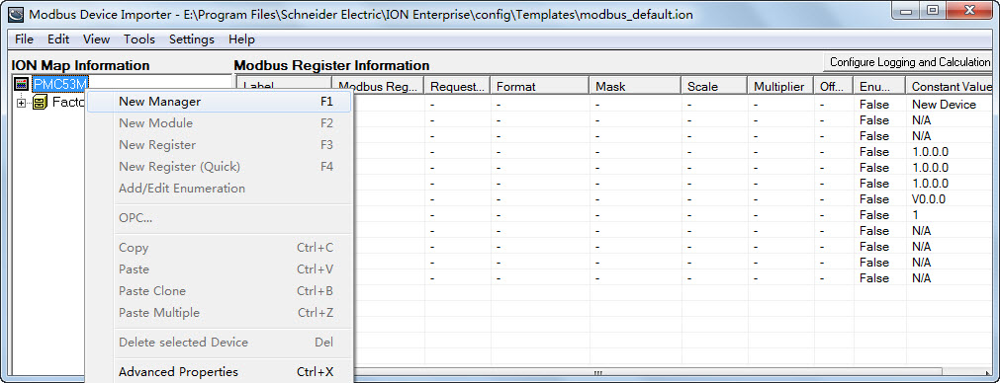 Modbus Device Importer - E:\Program Files\Schneider Electric\ION Enterprise\config\Templates\modbus_default.ion
File Edit View Tools Settings Help
ION Map Information Modbus Register Information Configure Logging and Calculation
PMC53M Label Modbus Reg... Request... Format Mask Scale Multiplier Off... Enu... Constant Value
Facto
New Manager F1
New Module F2
New Register F3
New Register (Quick) F4
Add/Edit Enumeration
OPC...
Copy Ctrl+C
Paste Ctrl+V
Paste Clone Ctrl+B
Paste Multiple Ctrl+Z
Delete selected Device Del
Advanced Properties Ctrl+X
- - - - - - - False New Device
- - - - - - - False N/A
- - - - - - - False N/A
- - - - - - - False 1.0.0.0
- - - - - - - False 1.0.0.0
- - - - - - - False 1.0.0.0
- - - - - - - False V0.0.0
- - - - - - - False 1
- - - - - - - False N/A
- - - - - - - False N/A
- - - - - - - False N/A
- - - - - - - False N/A